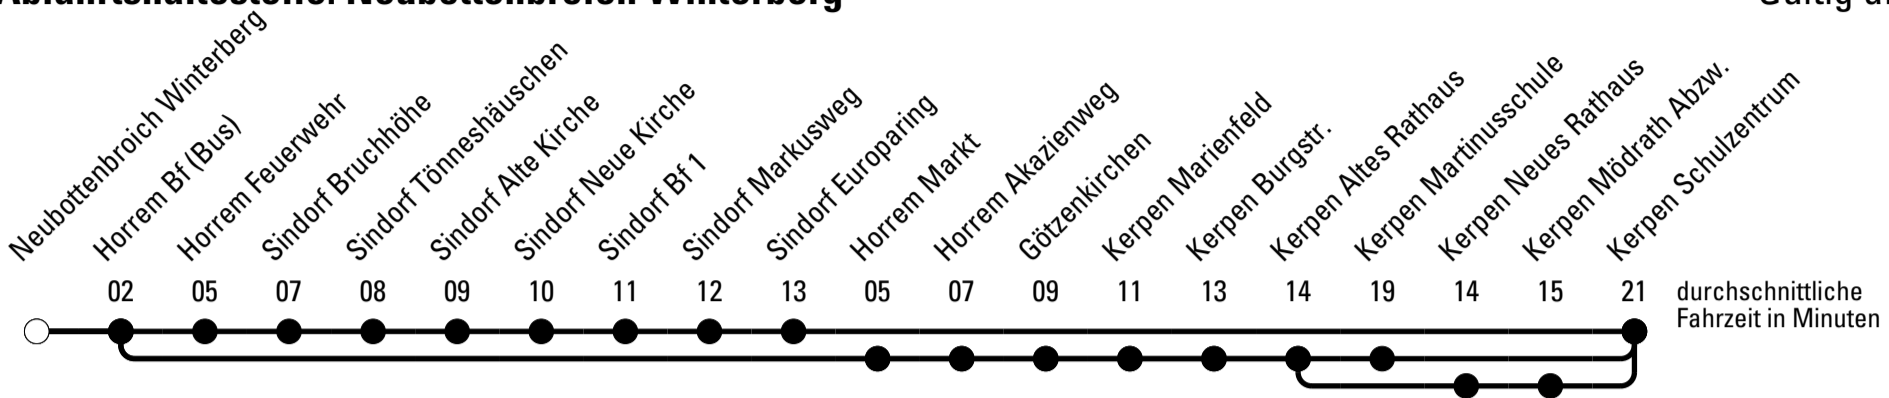 Neubottenbroich Winterberg
Horrem Bf (Bus)
Horrem Feuerwehr
Sindorf Bruchhöhe
Sindorf Tönneshäuschen
Sindorf Alte Kirche
Sindorf Neue Kirche
Sindorf Bf 1
Sindorf Markusweg
Sindorf Europaring
Horrem Markt
Horrem Akazienweg
Götzenkirchen
Kerpen Marienfeld
Kerpen Burgstr.
Kerpen Altes Rathaus
Kerpen Martinusschule
Kerpen Neues Rathaus
Kerpen Mödrath Abzw.
Kerpen Schulzentrum
02 05 07 08 09 10 11 12 13 05 07 09 11 13 14 19 14 15 21 durchschnittliche
Fahrzeit in Minuten